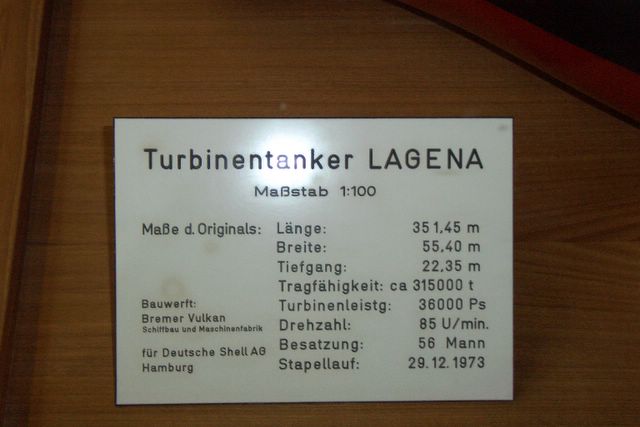 Turbinentanker LAGENA
Maßstab 1:100
Maße d. Originals: Länge: 351,45 m
Breite: 55,40 m
Tiefgang: 22,35 m
Tragfähigkeit: ca 315000 t
Turbinenleistg: 36000 Ps
Drehzahl: 85 U/min.
Besatzung: 56 Mann
Stapellauf: 29.12.1973
Bauwerft:
Bremer Vulkan
Schiffbau und Maschinenfabrik
für Deutsche Shell AG
Hamburg